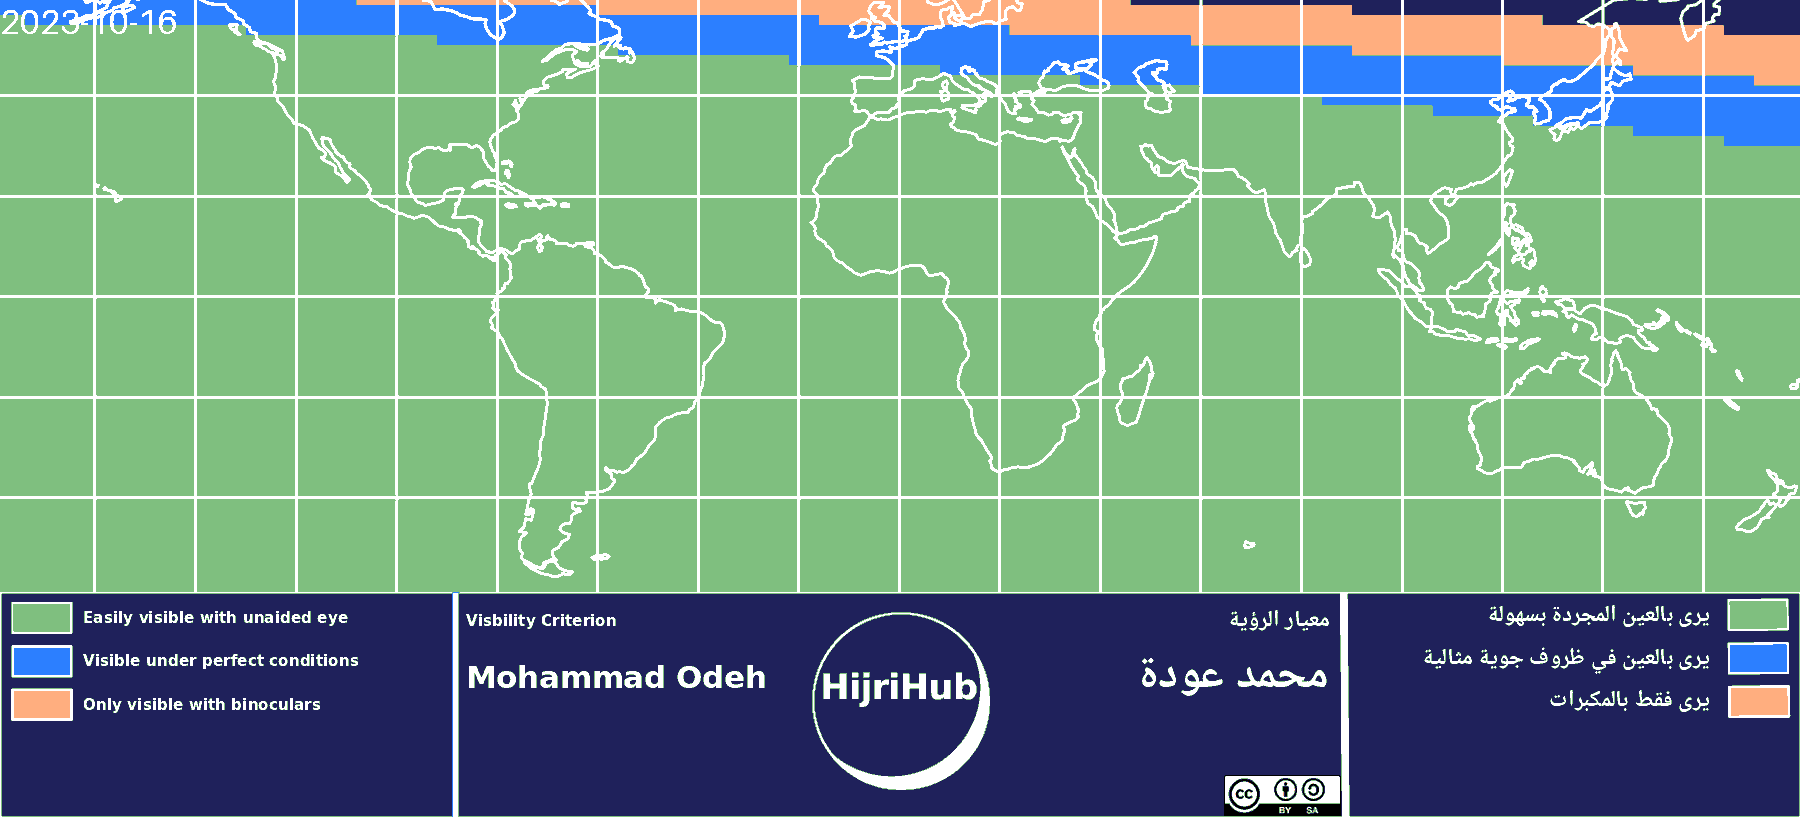 2023-10-16
Easily visible with unaided eye
Visible under perfect conditions
Only visible with binoculars
Visbility Criterion
Mohammad Odeh
HijriHub
معيار الرؤية
محمد عودة
cc
BY SA
يرى بالعين المجردة بسهولة
يرى بالعين في ظروف جوية مثالية
يرى فقط بالمكبرات